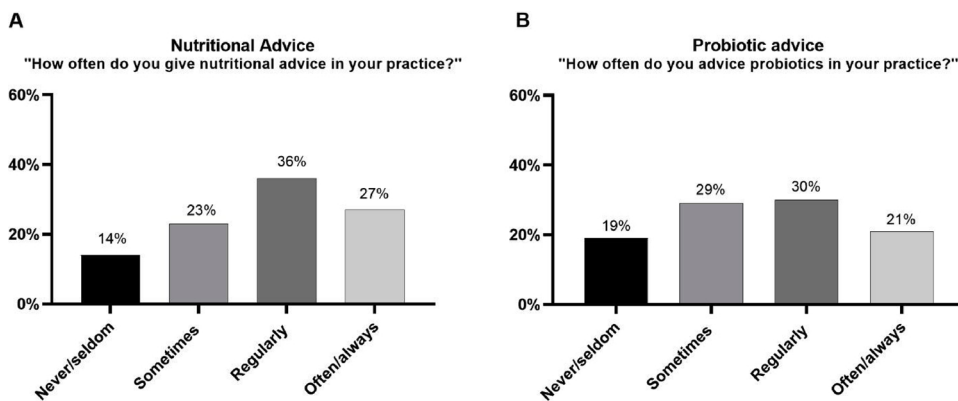 A
Nutritional Advice
"How often do you give nutritional advice in your practice?"
60%
40%
20%
0%
14%
23%
36%
27%
Never/seldom
Sometimes
Regularly
Often/always
B
Probiotic advice
"How often do you advice probiotics in your practice?"
60%
40%
20%
0%
19%
29%
30%
21%
Never/seldom
Sometimes
Regularly
Often/always